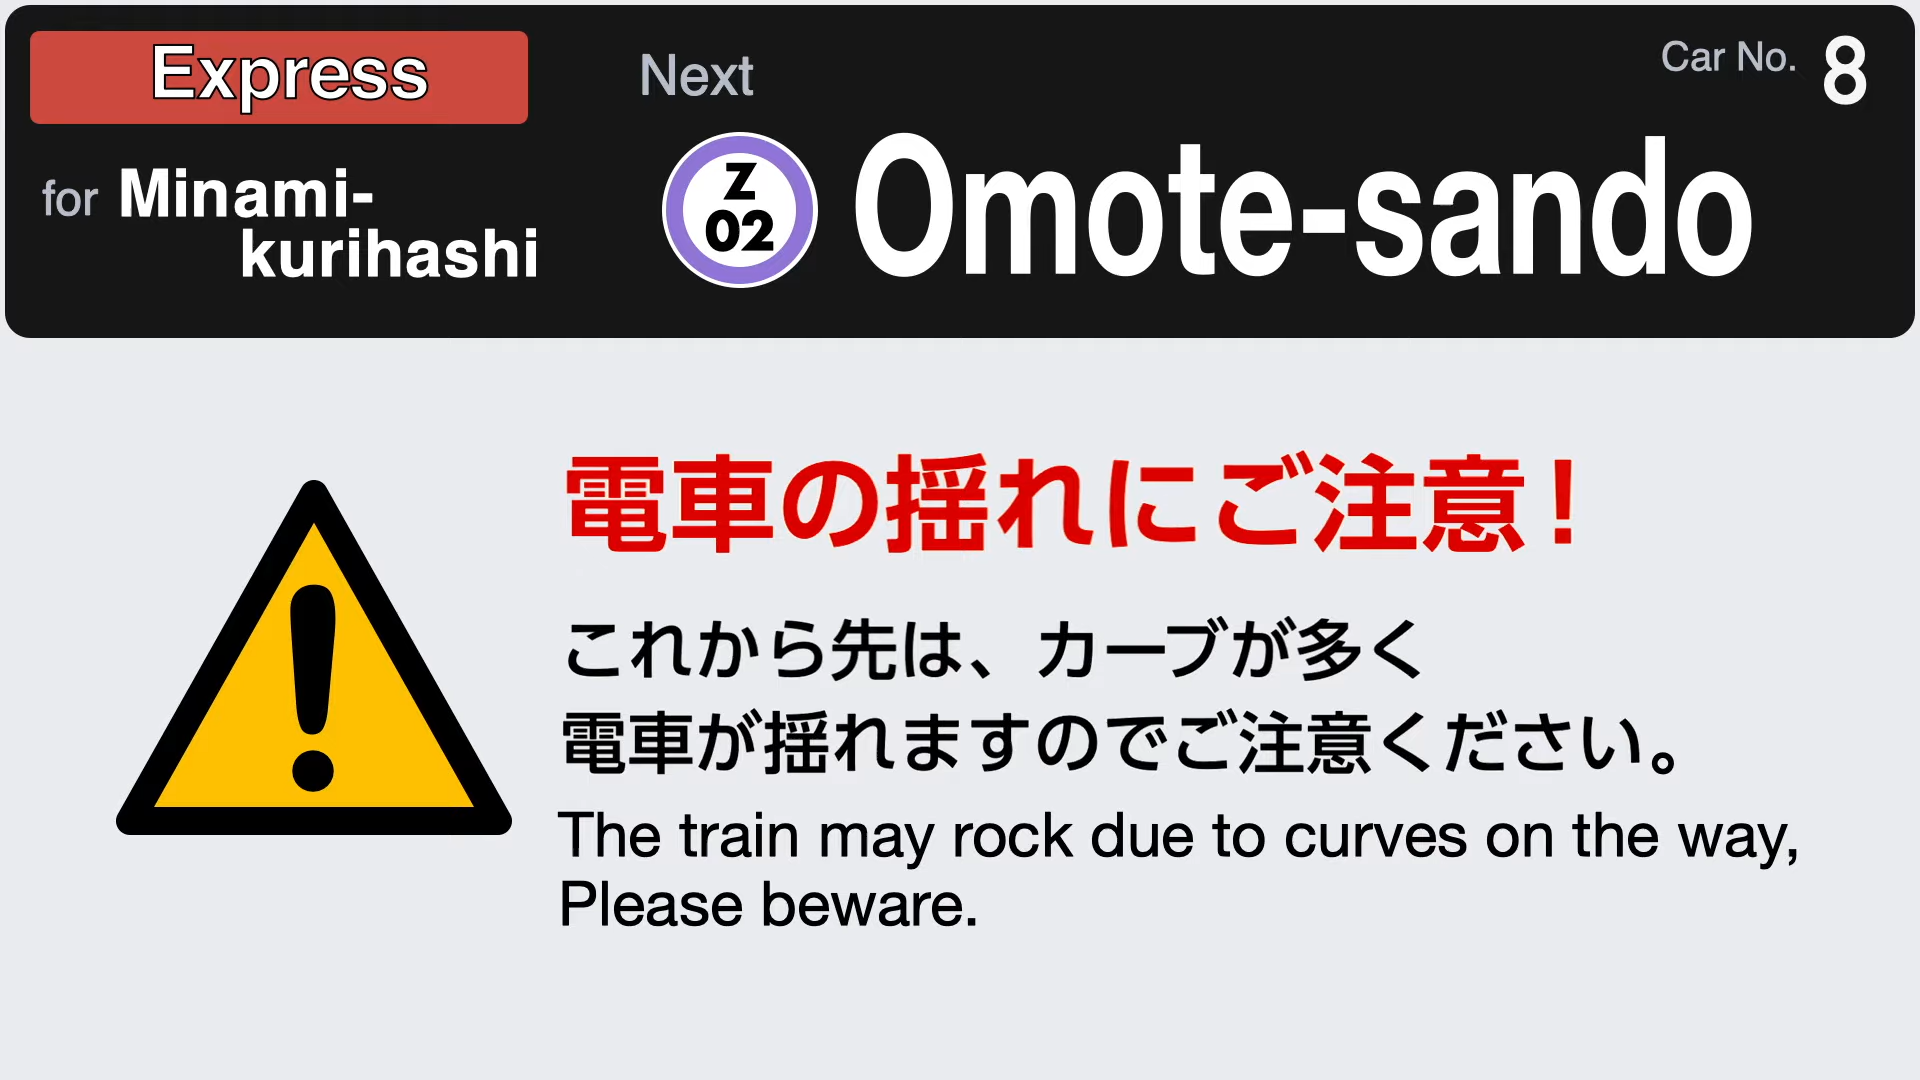 Express
Next
Car No. 8
for Minami-
kurihashi
Z
02
Omote-sando
電車の揺れにご注意！
これから先は、カーブが多く
電車が揺れますのでご注意ください。
The train may rock due to curves on the way,
Please beware.